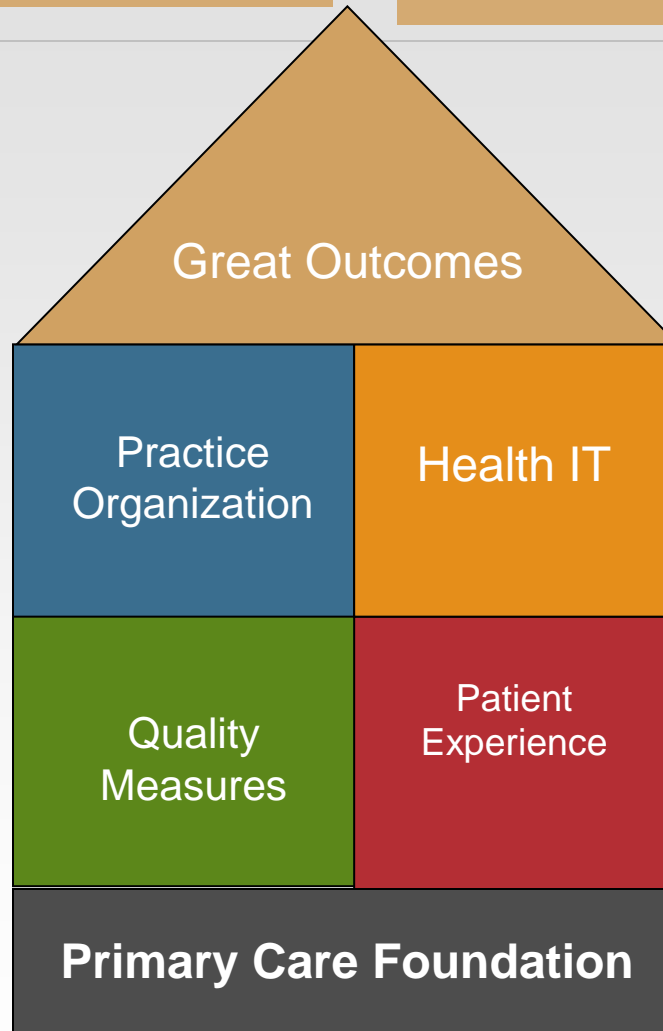 Great Outcomes
Practice
Organization
Health IT
Quality
Measures
Patient
Experience
Primary Care Foundation